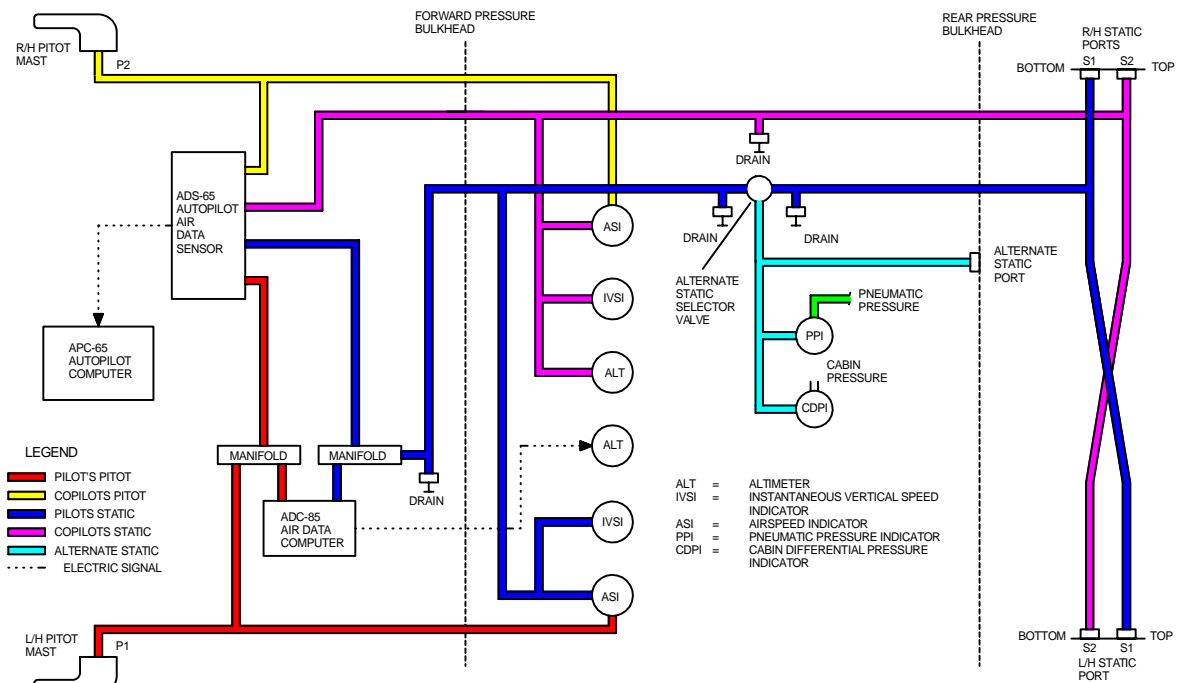 FORWARD PRESSURE
BULKHEAD
REAR PRESSURE
BULKHEAD
R/H PITOT
MAST
P2
R/H STATIC
PORTS
BOTTOM
S1
S2
TOP
ADS-65
AUTOPILOT
AIR
DATA
SENSOR
DRAIN
ASI
DRAIN
DRAIN
ALTERNATE
STATIC
SELECTOR
VALVE
ALTERNATE
STATIC
PORT
IVSI
PNEUMATIC
PRESSURE
PPI
APC-65
AUTOPILOT
COMPUTER
ALT
CABIN
PRESSURE
CDPI
ALT
LEGEND
PILOT'S PITOT
COPILOTS PITOT
PILOTS STATIC
COPILOTS STATIC
ALTERNATE STATIC
ELECTRIC SIGNAL
MANIFOLD
MANIFOLD
DRAIN
ADC-85
AIR DATA
COMPUTER
IVSI
ASI
ALT = ALTIMETER
IVSI = INSTANTANEOUS VERTICAL SPEED
INDICATOR
ASI = AIRSPEED INDICATOR
PPI = PNEUMATIC PRESSURE INDICATOR
CDPI = CABIN DIFFERENTIAL PRESSURE
INDICATOR
L/H PITOT
MAST
P1
BOTTOM
S2
S1
TOP
L/H STATIC
PORT